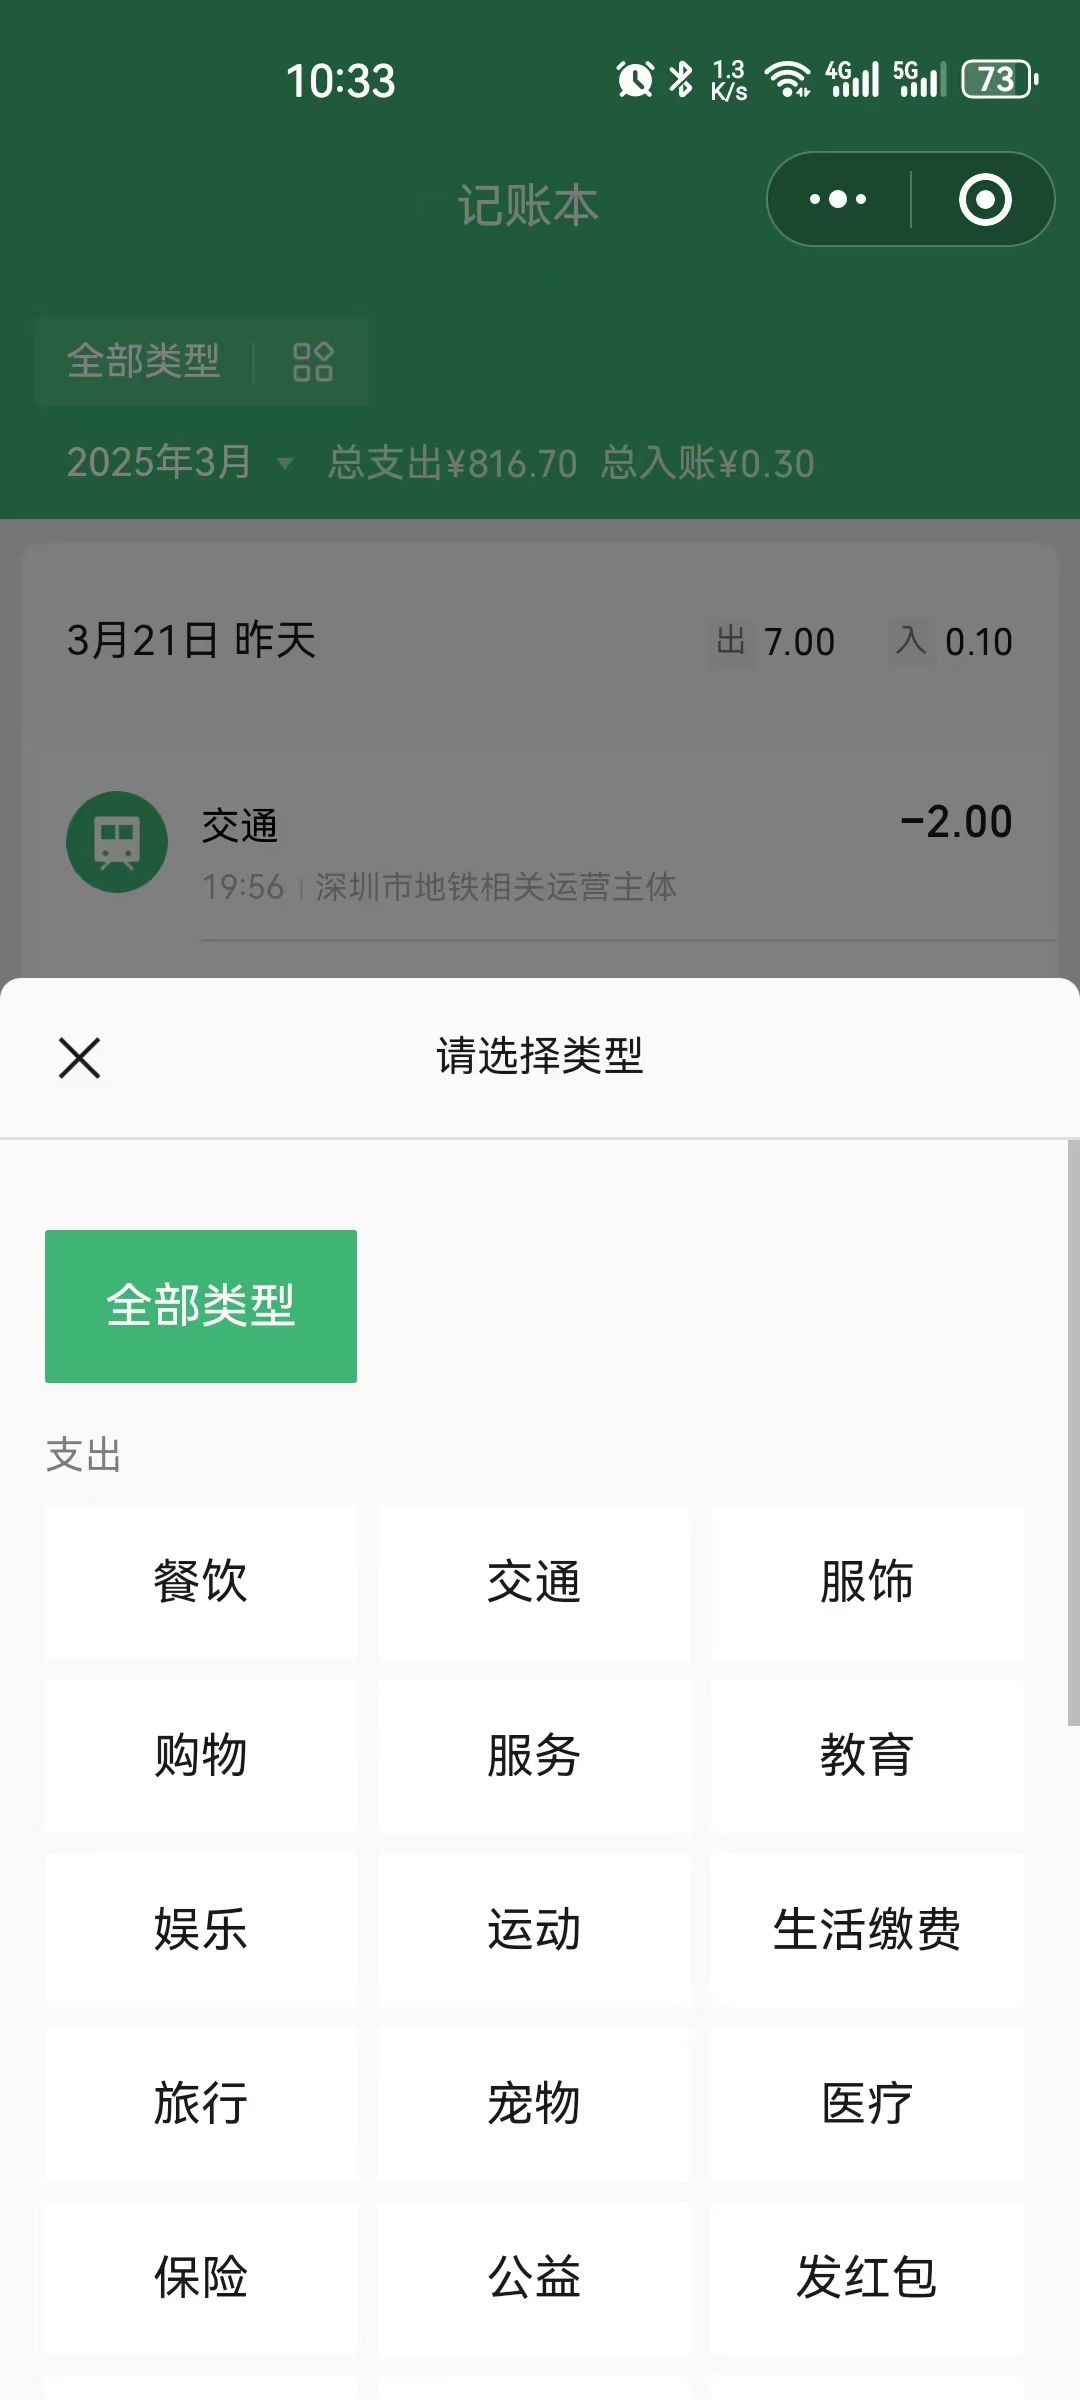 10:33 1.3 K/s 4G 5G 73
记账本
全部类型
2025年3月 总支出¥816.70 总入账¥0.30
3月21日 昨天 出 7.00 入 0.10
交通 -2.00
19:56 | 深圳市地铁相关运营主体
请选择类型
全部类型
支出
餐饮 交通 服饰
购物 服务 教育
娱乐 运动 生活缴费
旅行 宠物 医疗
保险 公益 发红包